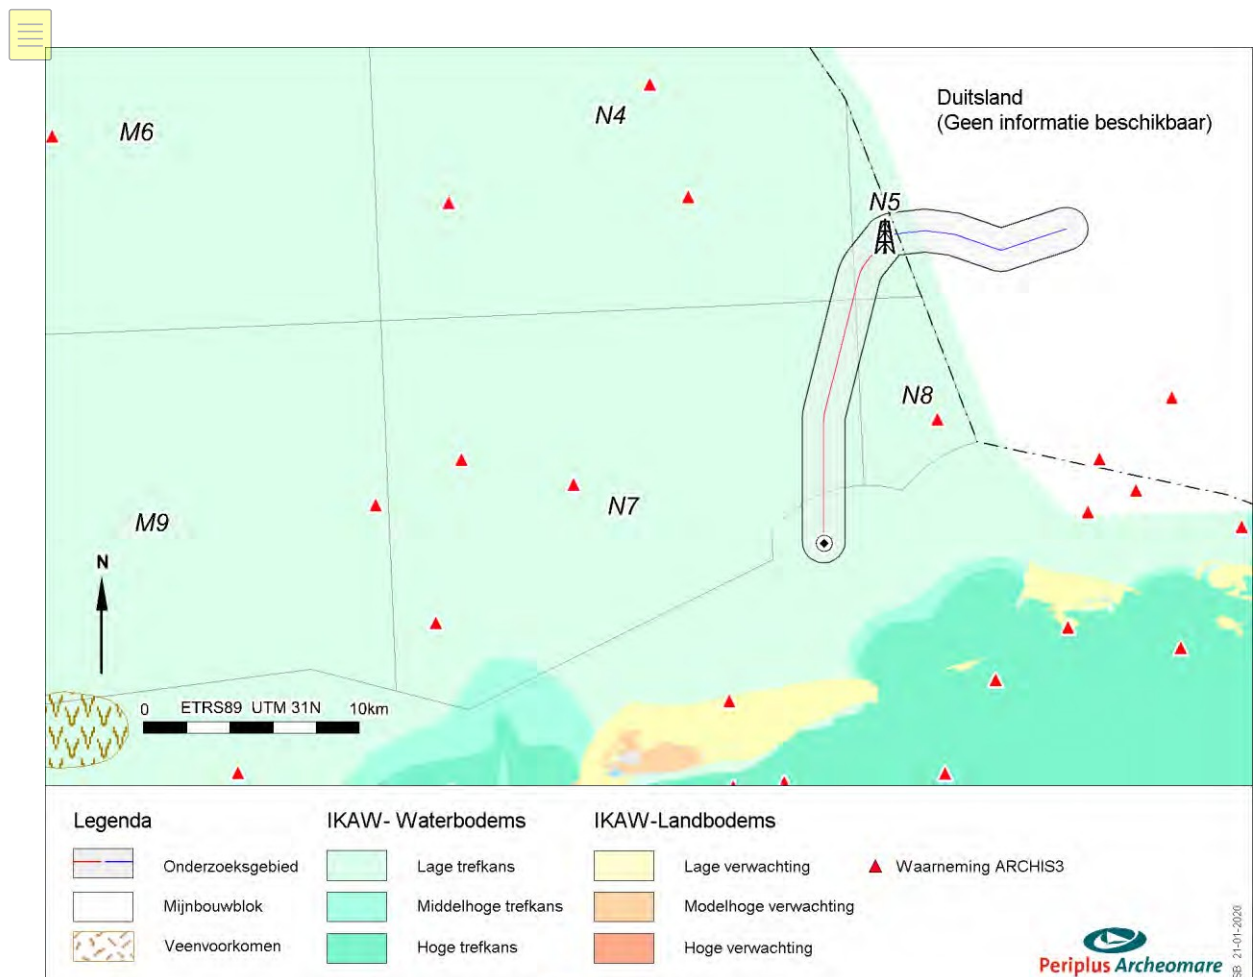 Duitsland
(Geen informatie beschikbaar)
M6
N4
N5
N8
N7
M9
N
0 ETRS89 UTM 31N 10km
Legenda
Onderzoeksgebied
Mijnbouwblok
Veenvoorkomen
IKAW- Waterbodems
Lage trefkans
Middelhoge trefkans
Hoge trefkans
IKAW-Landbodems
Lage verwachting
Modelhoge verwachting
Hoge verwachting
Waarneming ARCHIS3
Periplus Archeomare
21-01-2020